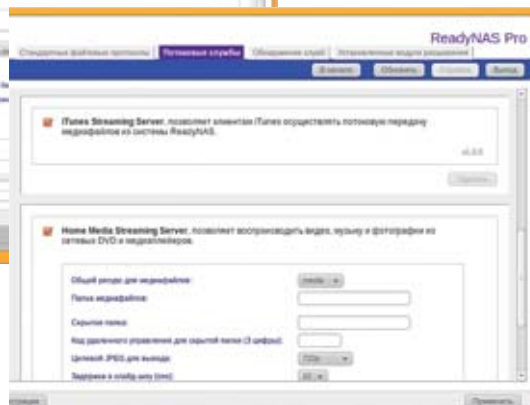 ReadyNAS Pro
Стандартные файловые протоколы Потоковые службы Обнаружение служб Установленные модули расширения
В начало Обновить Справка Выход
iTunes Streaming Server, позволяет клиентам iTunes осуществлять потоковую передачу
медиафайлов из системы ReadyNAS.
Удалить
Home Media Streaming Server, позволяет воспроизводить видео, музыку и фотографии из
сетевых DVD и медиаплейеров.
Общий ресурс для медиафайлов: media
Папка медиафайлов:
Скрытая папка:
Код удаленного управления для скрытой папки (3 цифры):
Целевой JPEG для вывода: 720p
Задержка в слайд-шоу (сек): 10
Применить